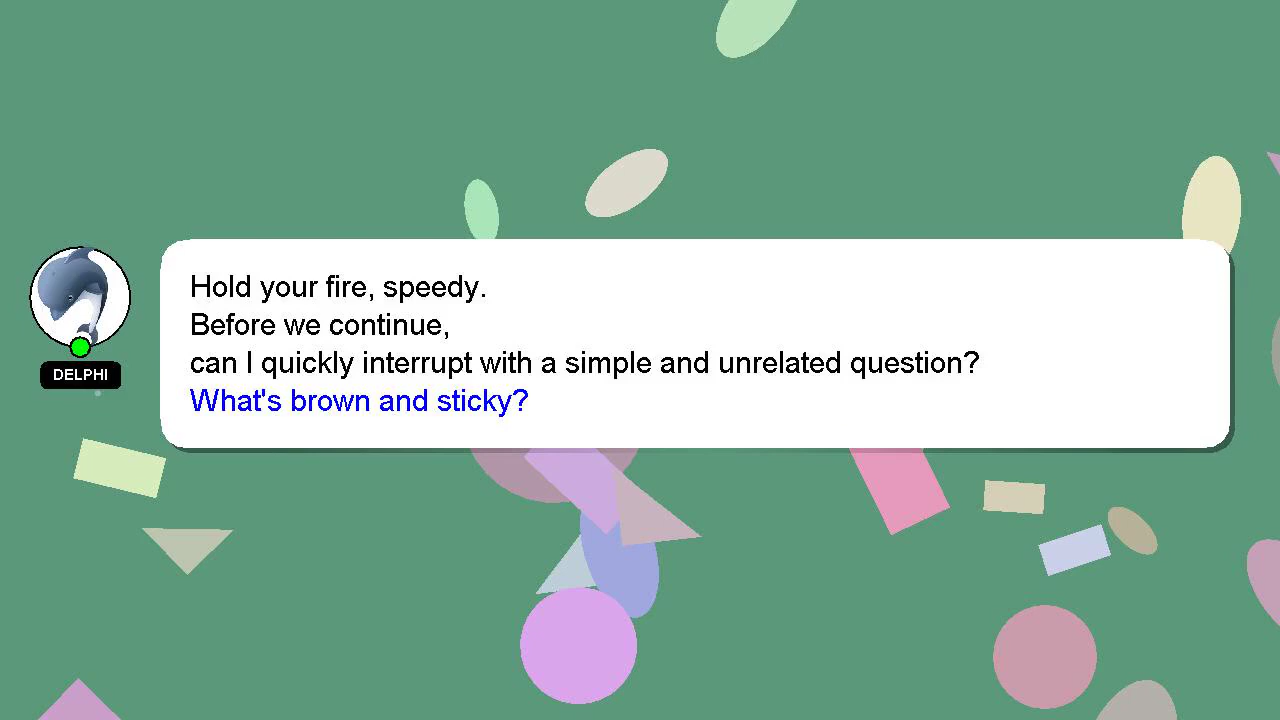 Hold your fire, speedy.
Before we continue,
can I quickly interrupt with a simple and unrelated question?
What's brown and sticky?
DELPHI